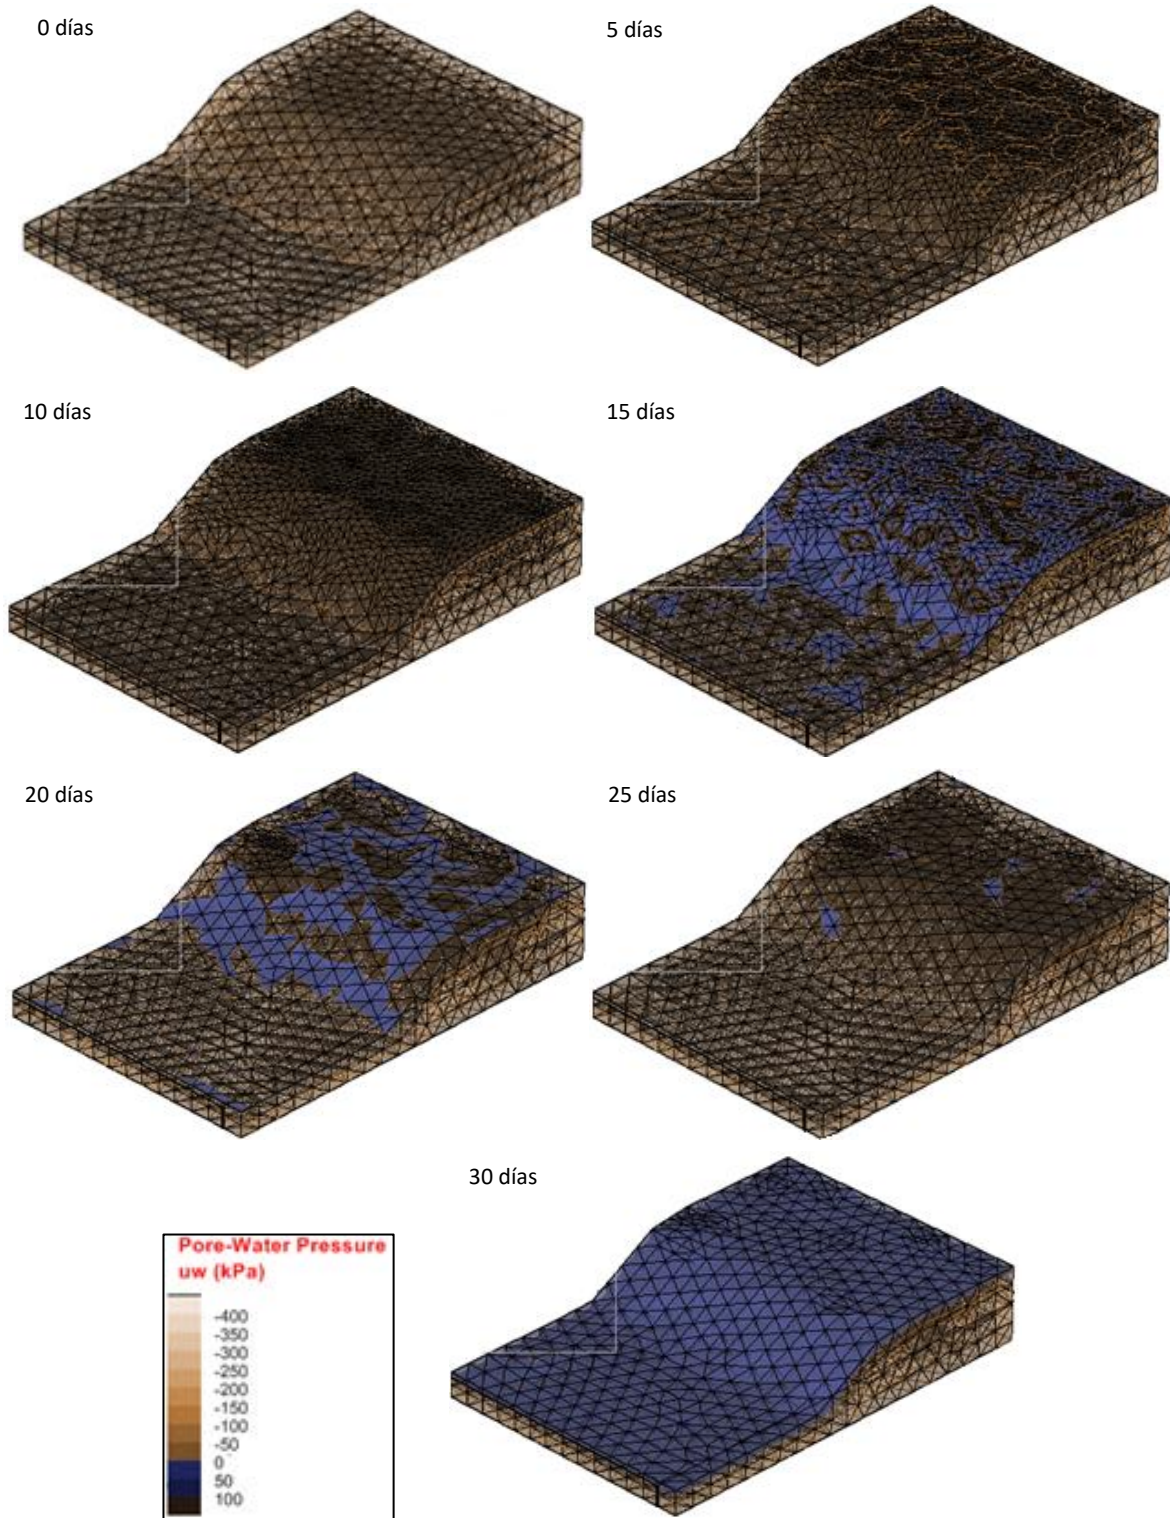 0 días
5 días
10 días
15 días
20 días
25 días
30 días
Pore-Water Pressure
uw (kPa)
-400
-350
-300
-250
-200
-150
-100
-50
0
50
100